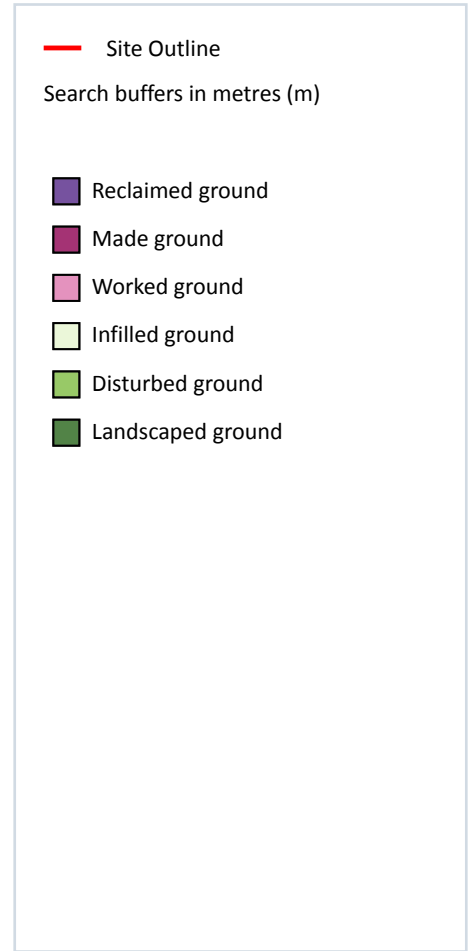 Site Outline
Search buffers in metres (m)
Reclaimed ground
Made ground
Worked ground
Infilled ground
Disturbed ground
Landscaped ground